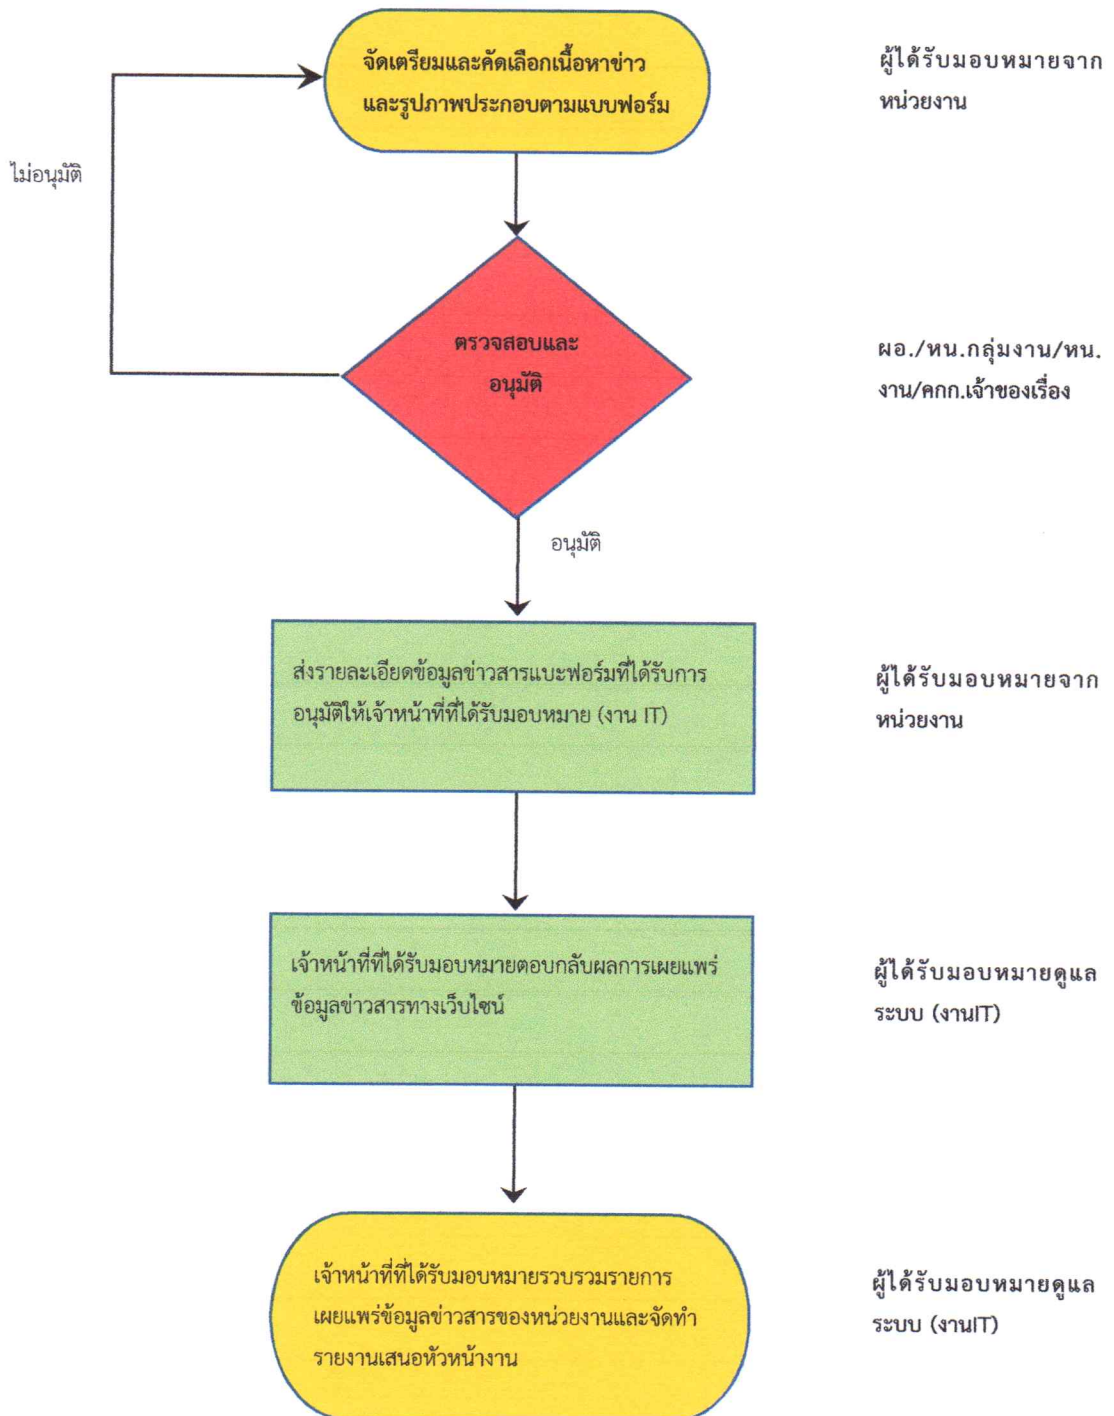 จัดเตรียมและคัดเลือกเนื้อหาข่าว
และรูปภาพประกอบตามแบบฟอร์ม
ผู้ได้รับมอบหมายจาก
หน่วยงาน
ไม่อนุมัติ
ตรวจสอบและ
อนุมัติ
ผอ./หน.กลุ่มงาน/หน.
งาน/คกก.เจ้าของเรื่อง
อนุมัติ
ส่งรายละเอียดข้อมูลข่าวสารแบะฟอร์มที่ได้รับการ
อนุมัติให้เจ้าหน้าที่ที่ได้รับมอบหมาย (งาน IT)
ผู้ได้รับมอบหมายจาก
หน่วยงาน
เจ้าหน้าที่ที่ได้รับมอบหมายตอบกลับผลการเผยแพร่
ข้อมูลข่าวสารทางเว็บไซน์
ผู้ได้รับมอบหมายดูแล
ระบบ (งานIT)
เจ้าหน้าที่ที่ได้รับมอบหมายรวบรวมรายการ
เผยแพร่ข้อมูลข่าวสารของหน่วยงานและจัดทำ
รายงานเสนอหัวหน้างาน
ผู้ได้รับมอบหมายดูแล
ระบบ (งานIT)